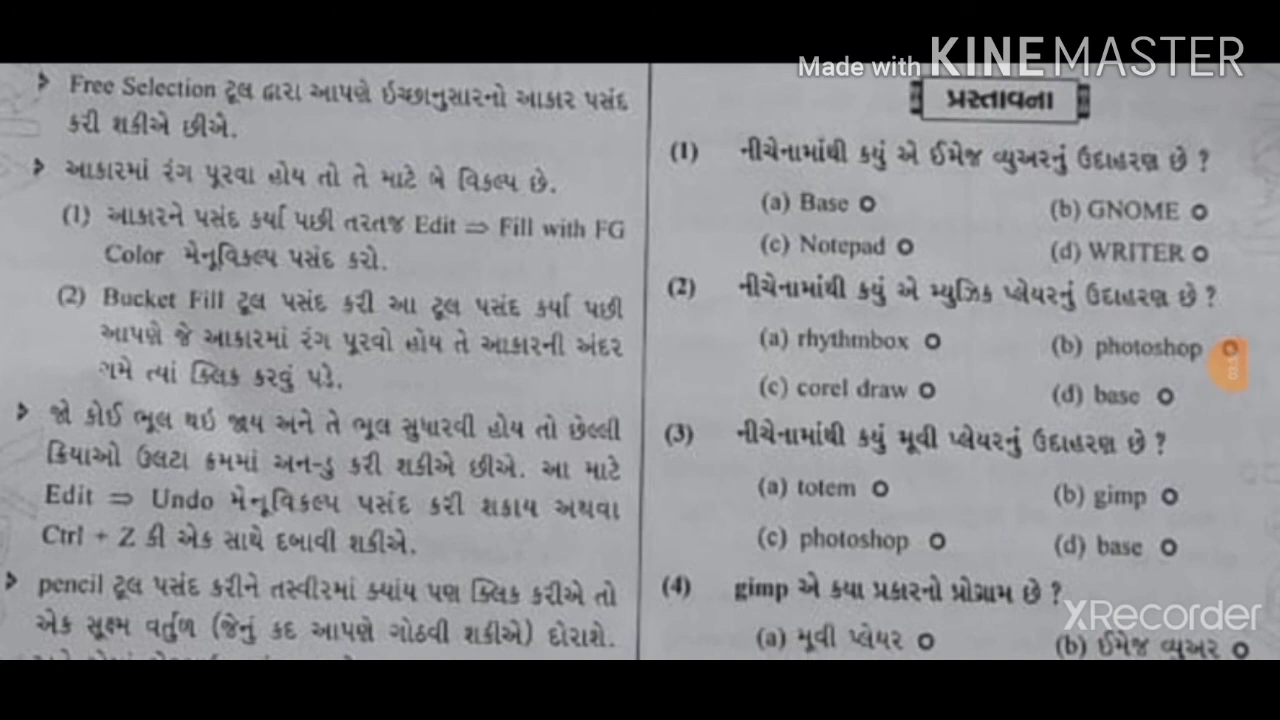 Made with KINEMASTER
Free Selection ટૂલ દ્વારા આપણે ઈચ્છાનુસારનો આકાર પસંદ
કરી શકીએ છીએ.
આકારમાં રંગ પૂરવા હોય તો તે માટે બે વિકલ્પ છે.
(1) આકારને પસંદ કર્યા પછી તરતજ Edit ⇒ Fill with FG
Color મેનૂવિકલ્પ પસંદ કરો.
(2) Bucket Fill ટૂલ પસંદ કરી આ ટૂલ પસંદ કર્યા પછી
આપણે જે આકારમાં રંગ પૂરવો હોય તે આકારની અંદર
ગમે ત્યાં ક્લિક કરવું પડે.
જો કોઈ ભૂલ થઇ જાય અને તે ભૂલ સુધારવી હોય તો છેલ્લી
ક્રિયાઓ ઉલટા ક્રમમાં અન-ડુ કરી શકીએ છીએ. આ માટે
Edit ⇒ Undo મેનૂવિકલ્પ પસંદ કરી શકાય અથવા
Ctrl + Z કી એક સાથે દબાવી શકીએ.
pencil ટૂલ પસંદ કરીને તસ્વીરમાં ક્યાંય પણ ક્લિક કરીએ તો
એક સૂક્ષ્મ વર્તુળ (જેનું કદ આપણે ગોઠવી શકીએ) દોરાશે.
પ્રસ્તાવના
(1) નીચેનામાંથી કયું એ ઈમેજ વ્યુઅરનું ઉદાહરણ છે ?
(a) Base (b) GNOME
(c) Notepad (d) WRITER
(2) નીચેનામાંથી કયું એ મ્યુઝિક પ્લેયરનું ઉદાહરણ છે ?
(a) rhythmbox (b) photoshop
(c) corel draw (d) base
(3) નીચેનામાંથી કયું મૂવી પ્લેયરનું ઉદાહરણ છે ?
(a) totem (b) gimp
(c) photoshop (d) base
(4) gimp એ કયા પ્રકારનો પ્રોગ્રામ છે ?
(a) મૂવી પ્લેયર (b) ઈમેજ વ્યુઅર
XRecorder